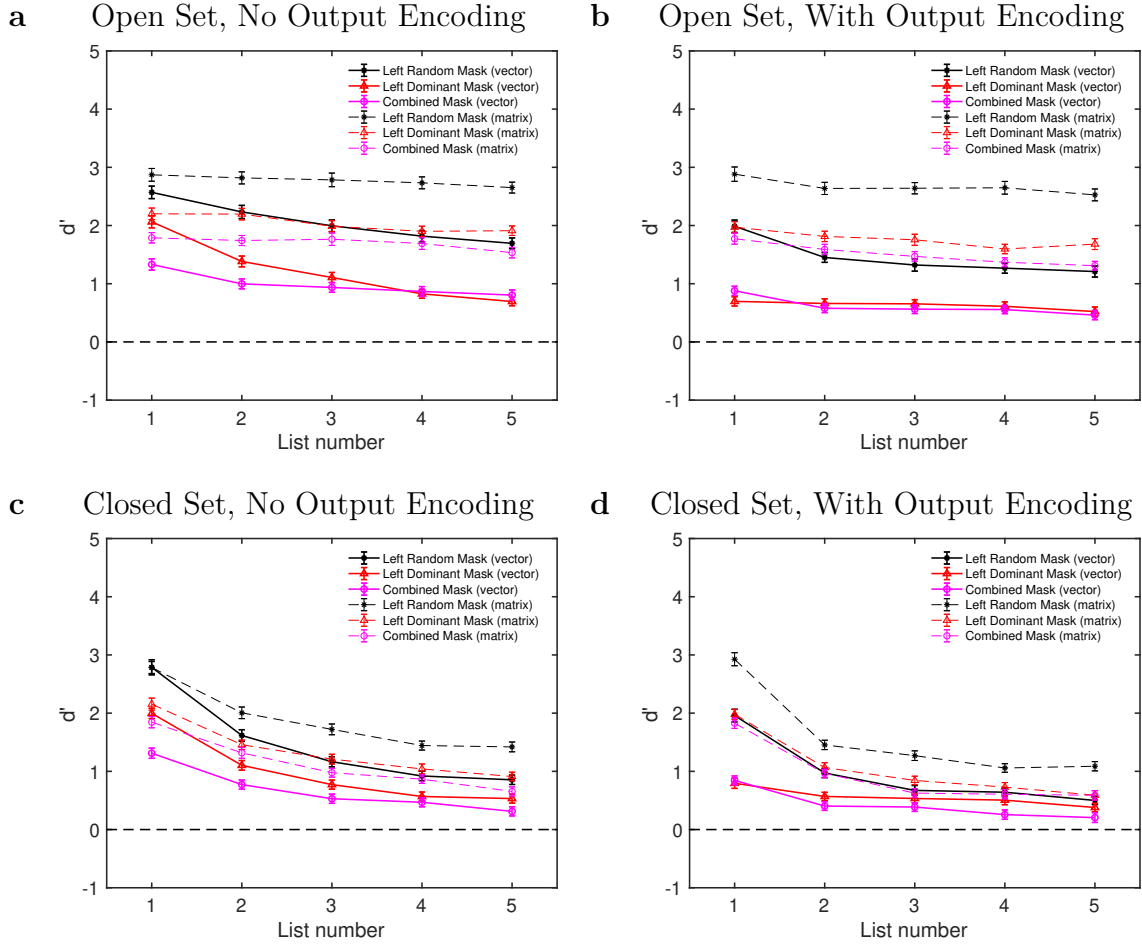 a Open Set, No Output Encoding
5
4
3
2
1
0
-1
d'
Left Random Mask (vector)
Left Dominant Mask (vector)
Combined Mask (vector)
Left Random Mask (matrix)
Left Dominant Mask (matrix)
Combined Mask (matrix)
1 2 3 4 5
List number
b Open Set, With Output Encoding
5
4
3
2
1
0
-1
d'
Left Random Mask (vector)
Left Dominant Mask (vector)
Combined Mask (vector)
Left Random Mask (matrix)
Left Dominant Mask (matrix)
Combined Mask (matrix)
1 2 3 4 5
List number
c Closed Set, No Output Encoding
5
4
3
2
1
0
-1
d'
Left Random Mask (vector)
Left Dominant Mask (vector)
Combined Mask (vector)
Left Random Mask (matrix)
Left Dominant Mask (matrix)
Combined Mask (matrix)
1 2 3 4 5
List number
d Closed Set, With Output Encoding
5
4
3
2
1
0
-1
d'
Left Random Mask (vector)
Left Dominant Mask (vector)
Combined Mask (vector)
Left Random Mask (matrix)
Left Dominant Mask (matrix)
Combined Mask (matrix)
1 2 3 4 5
List number